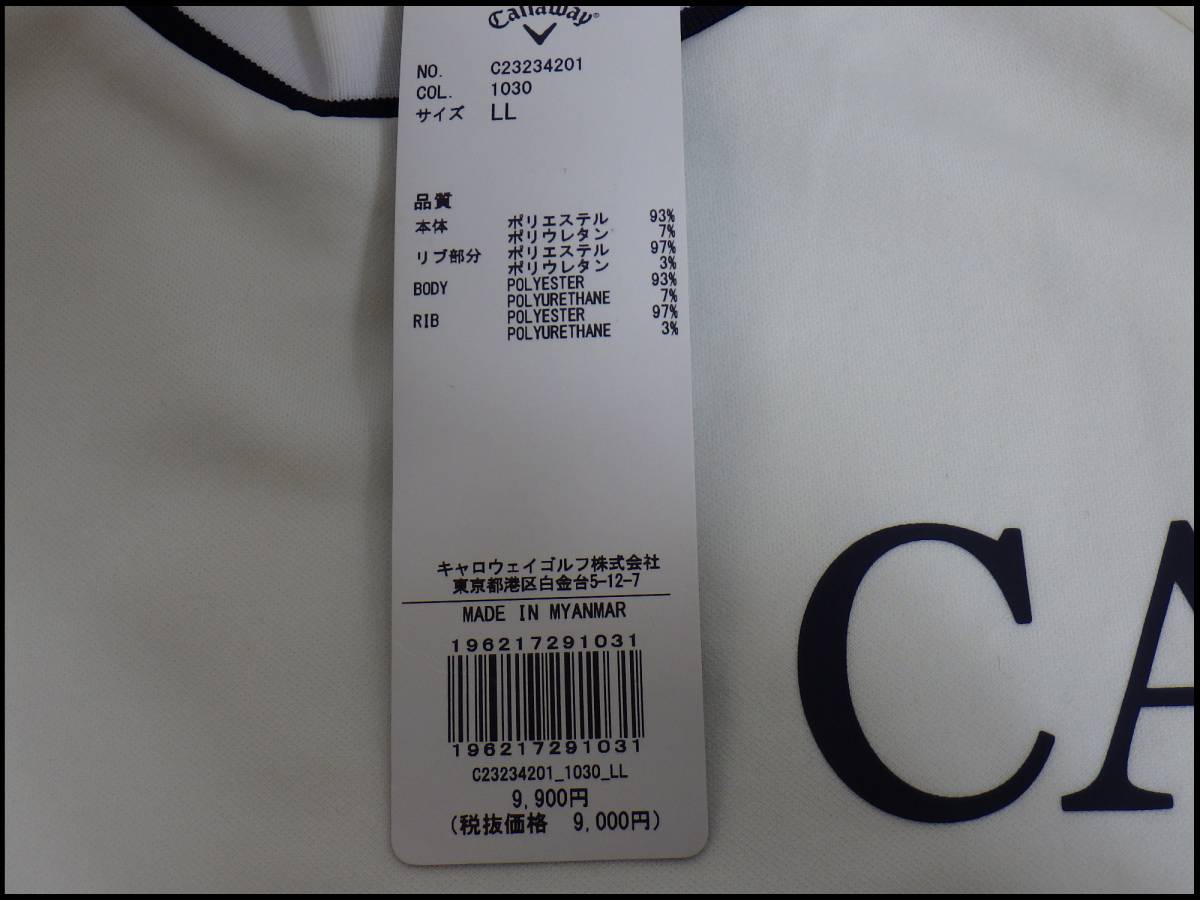 Callaway
NO. C23234201
COL. 1030
サイズ LL
品質
本体 ポリエステル 93%
ポリウレタン 7%
リブ部分 ポリエステル 97%
ポリウレタン 3%
BODY POLYESTER 93%
POLYURETHANE 7%
RIB POLYESTER 97%
POLYURETHANE 3%
キャロウェイゴルフ株式会社
東京都港区白金台5-12-7
MADE IN MYANMAR
196217291031
196217291031
C23234201_1030_LL
9,900円
(税抜価格 9,000円)
CA